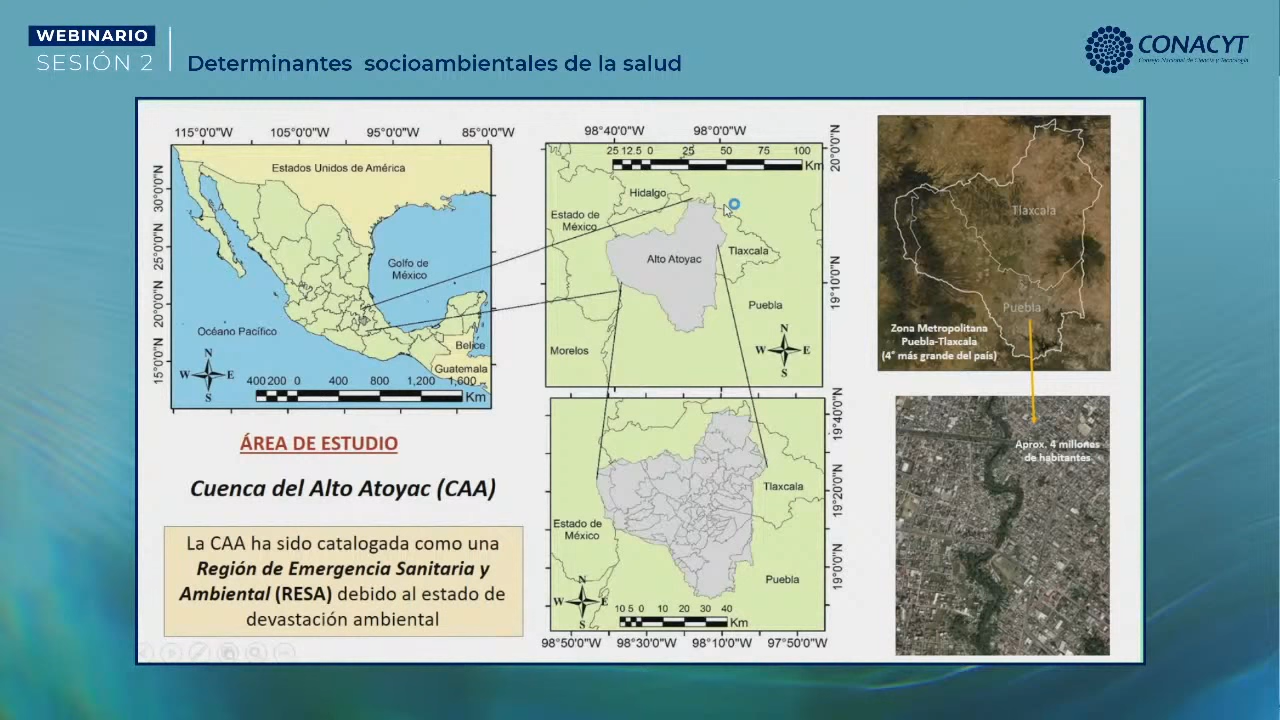 WEBINARIO
SESIÓN 2
Determinantes socioambientales de la salud
CONACYT
Consejo Nacional de Ciencia y Tecnología
115°0'0"W 105°0'0"W 95°0'0"W 85°0'0"W
30°0'0"N
25°0'0"N
20°0'0"N
15°0'0"N
Estados Unidos de América
Golfo de
México
Océano Pacífico
Belice
Guatemala
N
W E
S
400 200 0 400 800 1,200 1,600
Km
98°40'0"W 98°0'0"W
20°0'0"N
19°10'0"N
25 12.5 0 25 50 75 100
Km
Hidalgo
Estado de
México
Tlaxcala
Alto Atoyac
Puebla
Morelos
N
W E
S
Tlaxcala
Puebla
Zona Metropolitana
Puebla-Tlaxcala
(4° más grande del país)
ÁREA DE ESTUDIO
Cuenca del Alto Atoyac (CAA)
La CAA ha sido catalogada como una
Región de Emergencia Sanitaria y
Ambiental (RESA) debido al estado de
devastación ambiental
19°40'0"N
19°20'0"N
19°0'0"N
Tlaxcala
Estado de
México
Puebla
N
W E
S
10 5 0 10 20 30 40
Km
98°50'0"W 98°30'0"W 98°10'0"W 97°50'0"W
Aprox. 4 millones
de habitantes